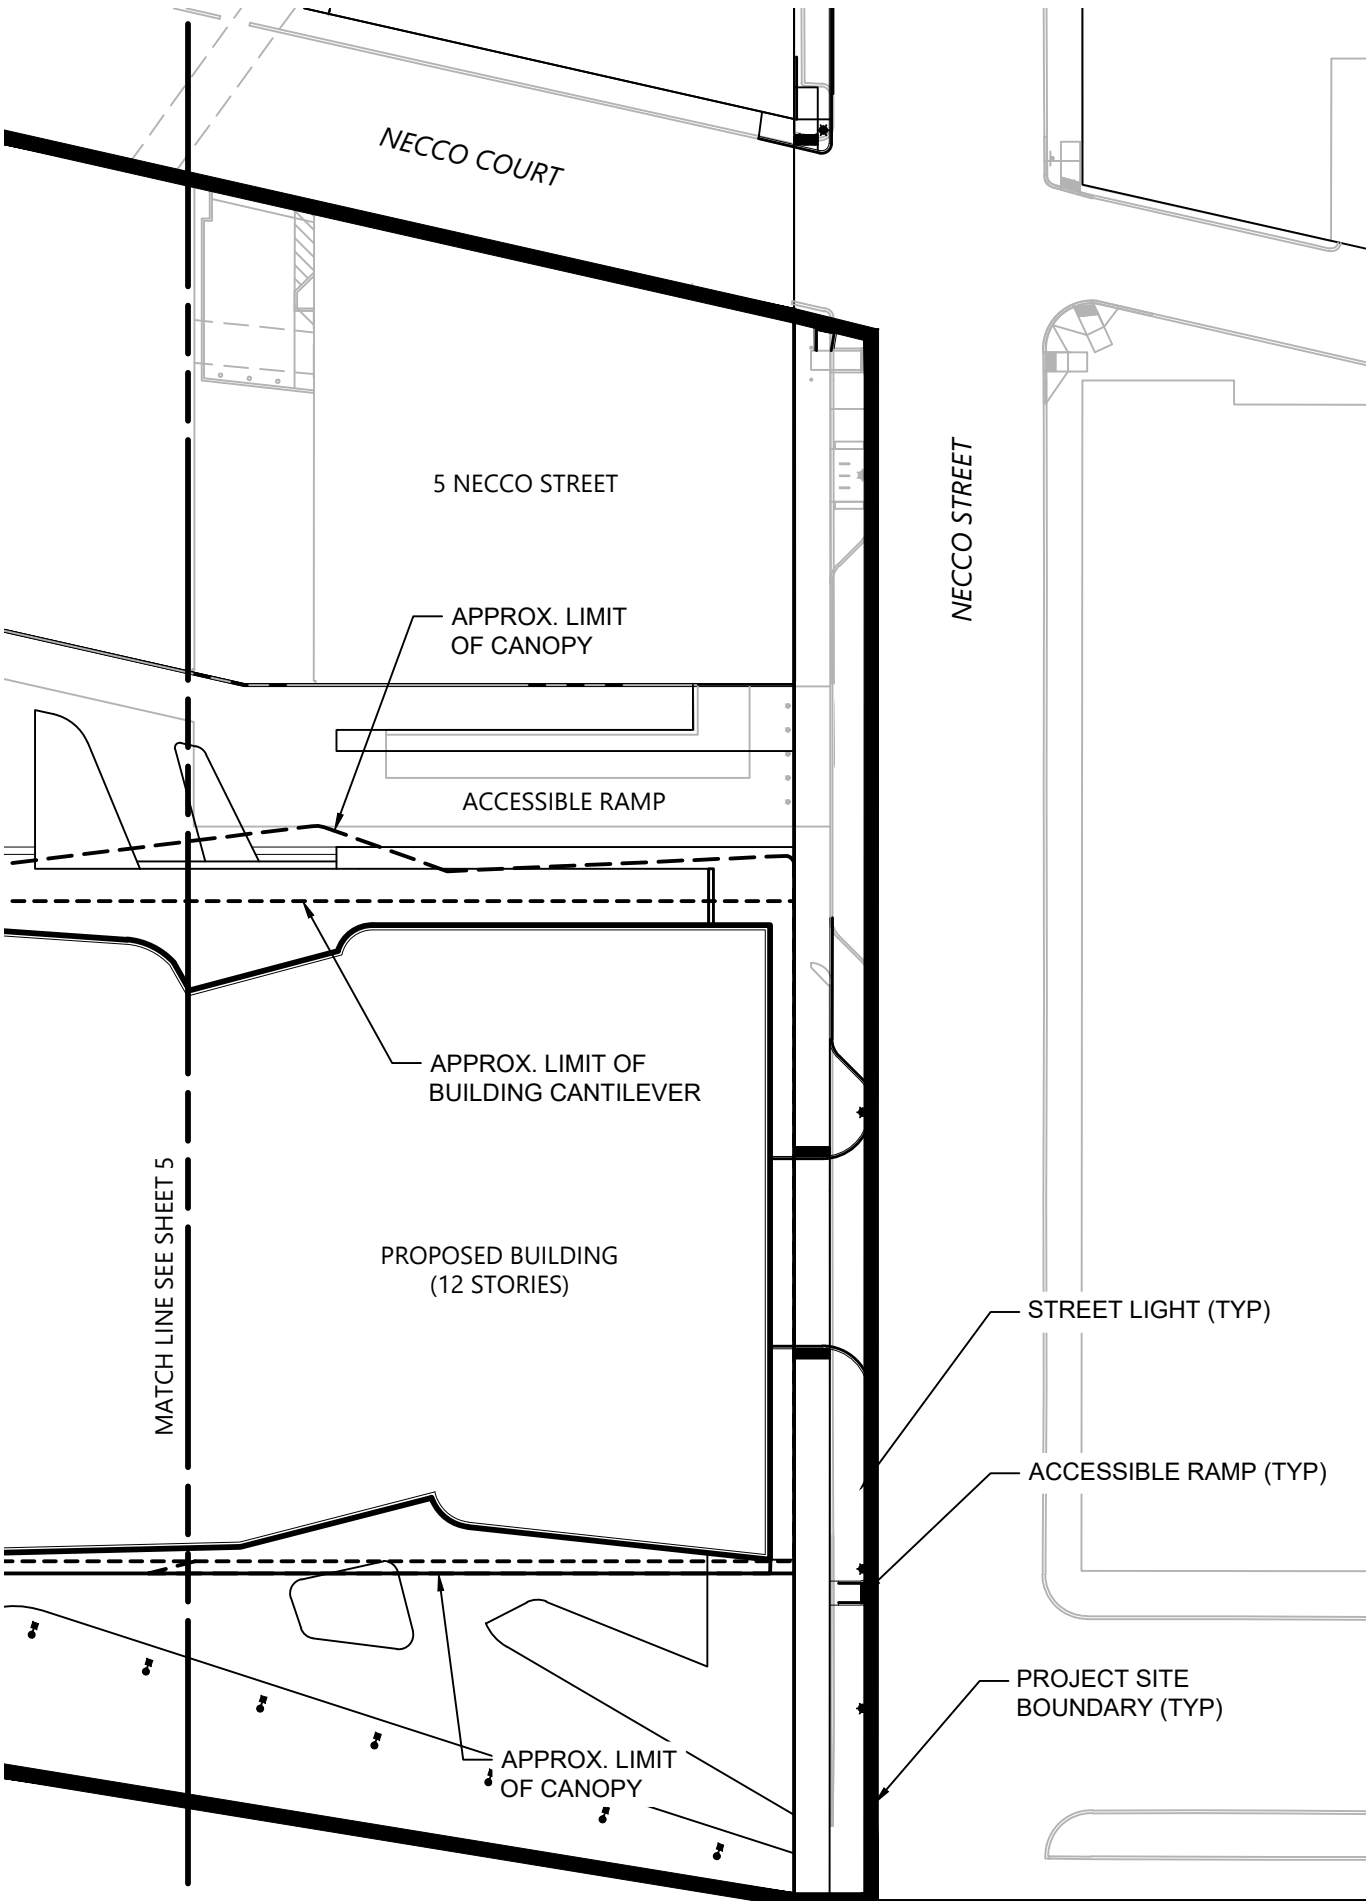 NECCO COURT
5 NECCO STREET
NECCO STREET
APPROX. LIMIT
OF CANOPY
ACCESSIBLE RAMP
APPROX. LIMIT OF
BUILDING CANTILEVER
MATCH LINE SEE SHEET 5
PROPOSED BUILDING
(12 STORIES)
STREET LIGHT (TYP)
ACCESSIBLE RAMP (TYP)
PROJECT SITE
BOUNDARY (TYP)
APPROX. LIMIT
OF CANOPY